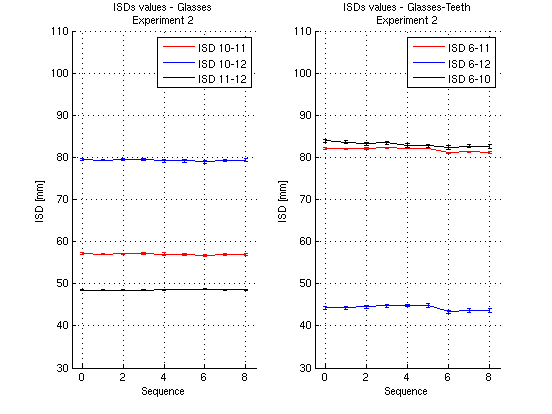 ISDs values - Glasses
Experiment 2
110
100
90
80
70
60
50
40
30
ISD [mm]
0 2 4 6 8
Sequence
ISD 10-11
ISD 10-12
ISD 11-12
ISDs values - Glasses-Teeth
Experiment 2
110
100
90
80
70
60
50
40
30
ISD [mm]
0 2 4 6 8
Sequence
ISD 6-11
ISD 6-12
ISD 6-10